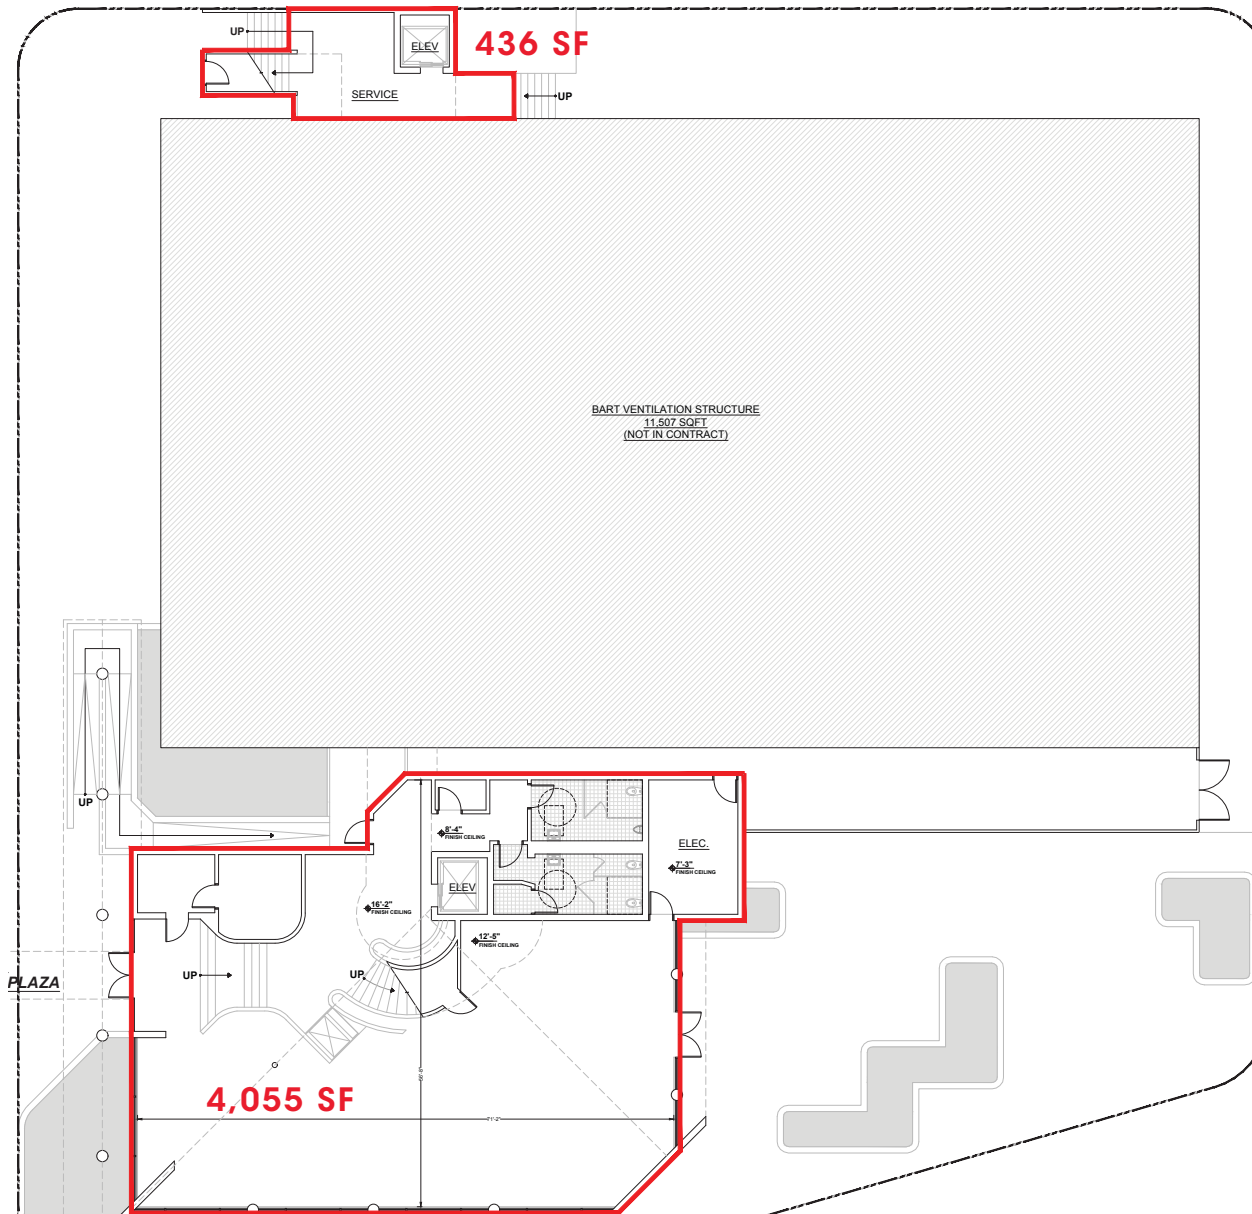 UP
ELEV
436 SF
SERVICE
UP
BART VENTILATION STRUCTURE
11,507 SQFT
(NOT IN CONTRACT)
UP
8'-4"
FINISH CEILING
ELEC.
7'-3"
FINISH CEILING
ELEV
16'-2"
FINISH CEILING
12'-5"
FINISH CEILING
UP
UP
PLAZA
4,055 SF
71'-2"